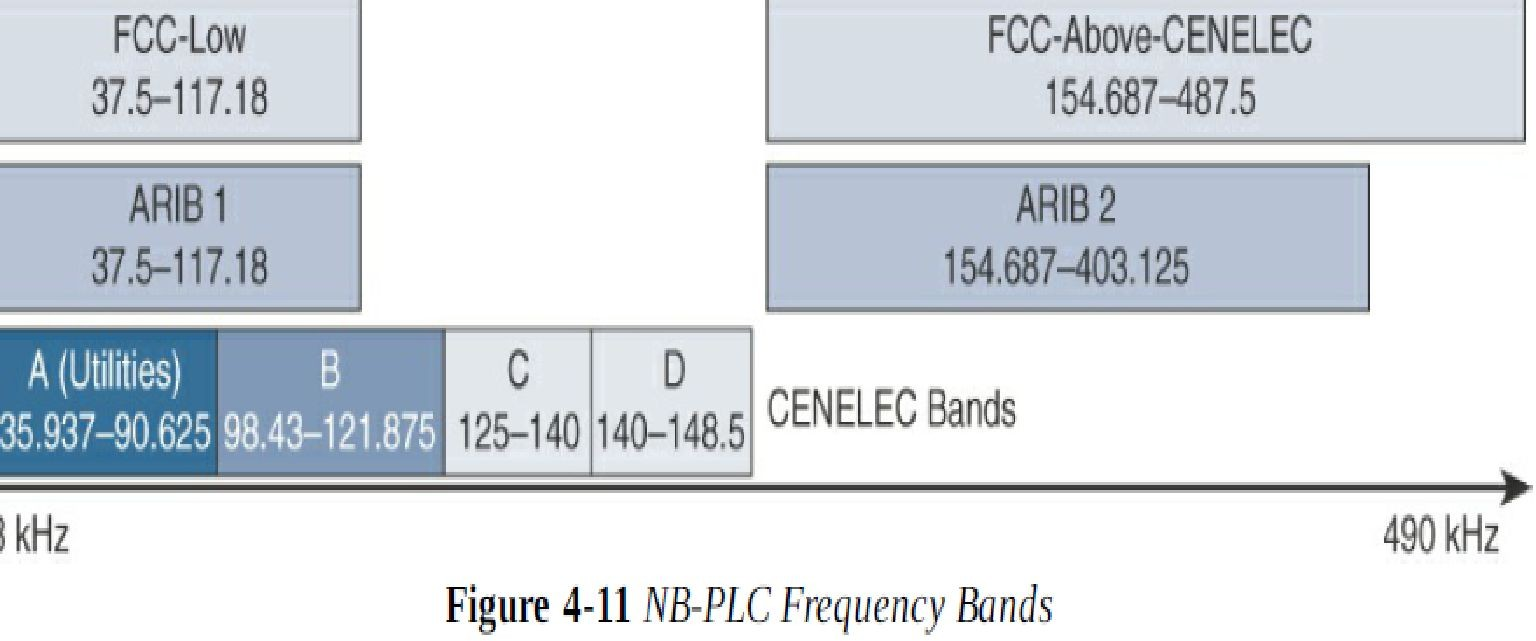 FCC-Low
37.5–117.18
FCC-Above-CENELEC
154.687–487.5
ARIB 1
37.5–117.18
ARIB 2
154.687–403.125
A (Utilities)
35.937–90.625
B
98.43–121.875
C
125–140
D
140–148.5
CENELEC Bands
kHz
490 kHz
Figure 4-11 NB-PLC Frequency Bands